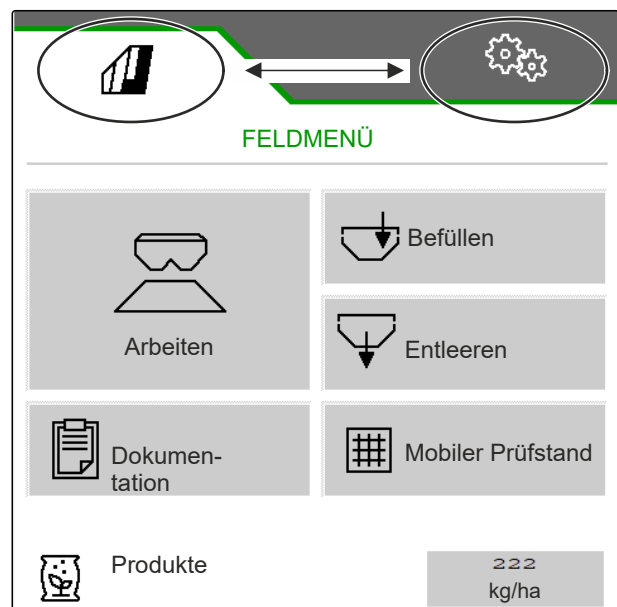 FELDMENÜ
Arbeiten
Befüllen
Entleeren
Dokumen-
tation
Mobiler Prüfstand
Produkte
222
kg/ha